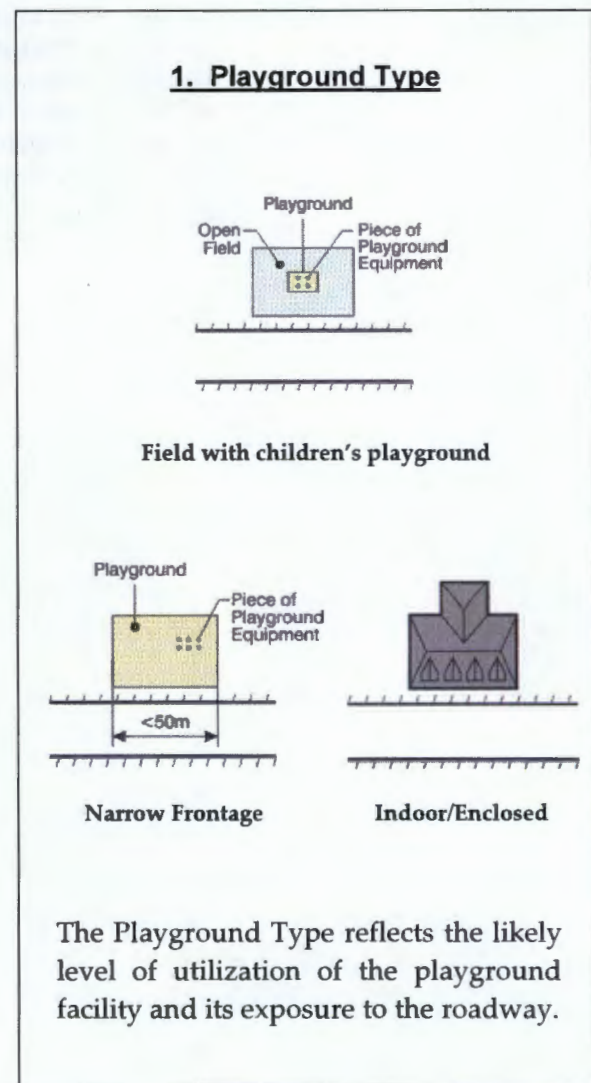 1. Playground Type
Playground
Open
Field
Piece of
Playground
Equipment
Field with children's playground
Playground
Piece of
Playground
Equipment
<50m
Narrow Frontage
Indoor/Enclosed
The Playground Type reflects the likely
level of utilization of the playground
facility and its exposure to the roadway.